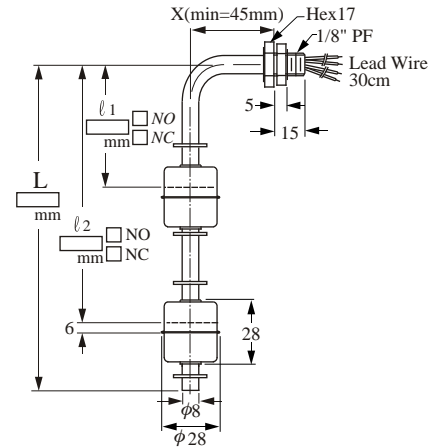 X(min=45mm)
Hex17
1/8" PF
Lead Wire
30cm
5
15
ℓ1
NO
NC
mm
L
mm
ℓ2
NO
NC
mm
6
28
ϕ8
ϕ28